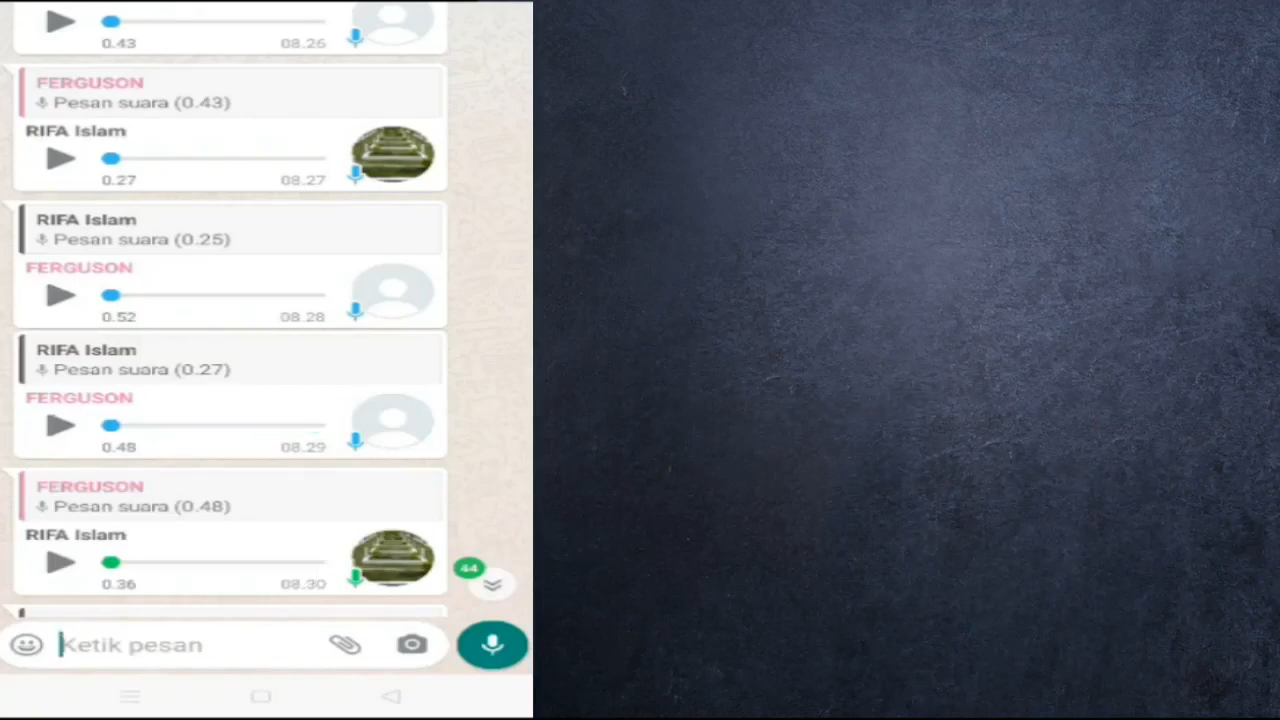 0.43 08.26
FERGUSON
Pesan suara (0.43)
RIFA Islam
0.27 08.27
RIFA Islam
Pesan suara (0.25)
FERGUSON
0.52 08.28
RIFA Islam
Pesan suara (0.27)
FERGUSON
0.48 08.29
FERGUSON
Pesan suara (0.48)
RIFA Islam
0.36 08.30
44
Ketik pesan